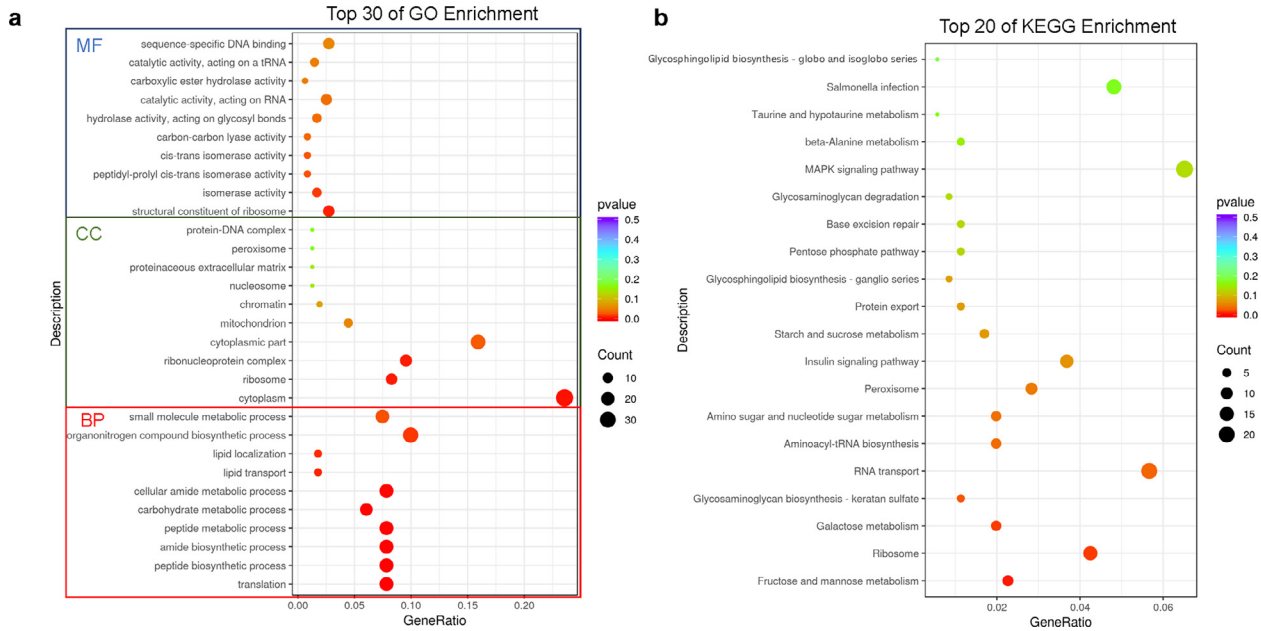 a
Top 30 of GO Enrichment
MF
sequence-specific DNA binding
catalytic activity, acting on a tRNA
carboxylic ester hydrolase activity
catalytic activity, acting on RNA
hydrolase activity, acting on glycosyl bonds
carbon-carbon lyase activity
cis-trans isomerase activity
peptidyl-prolyl cis-trans isomerase activity
isomerase activity
structural constituent of ribosome
CC
protein-DNA complex
peroxisome
proteinaceous extracellular matrix
nucleosome
chromatin
mitochondrion
cytoplasmic part
ribonucleoprotein complex
ribosome
cytoplasm
BP
small molecule metabolic process
organonitrogen compound biosynthetic process
lipid localization
lipid transport
cellular amide metabolic process
carbohydrate metabolic process
peptide metabolic process
amide biosynthetic process
peptide biosynthetic process
translation
Description
0.00 0.05 0.10 0.15 0.20
GeneRatio
pvalue
0.5
0.4
0.3
0.2
0.1
0.0
Count
10
20
30
b
Top 20 of KEGG Enrichment
Glycosphingolipid biosynthesis - globo and isoglobo series
Salmonella infection
Taurine and hypotaurine metabolism
beta-Alanine metabolism
MAPK signaling pathway
Glycosaminoglycan degradation
Base excision repair
Pentose phosphate pathway
Glycosphingolipid biosynthesis - ganglio series
Protein export
Starch and sucrose metabolism
Insulin signaling pathway
Peroxisome
Amino sugar and nucleotide sugar metabolism
Aminoacyl-tRNA biosynthesis
RNA transport
Glycosaminoglycan biosynthesis - keratan sulfate
Galactose metabolism
Ribosome
Fructose and mannose metabolism
Description
0.02 0.04 0.06
GeneRatio
pvalue
0.5
0.4
0.3
0.2
0.1
0.0
Count
5
10
15
20